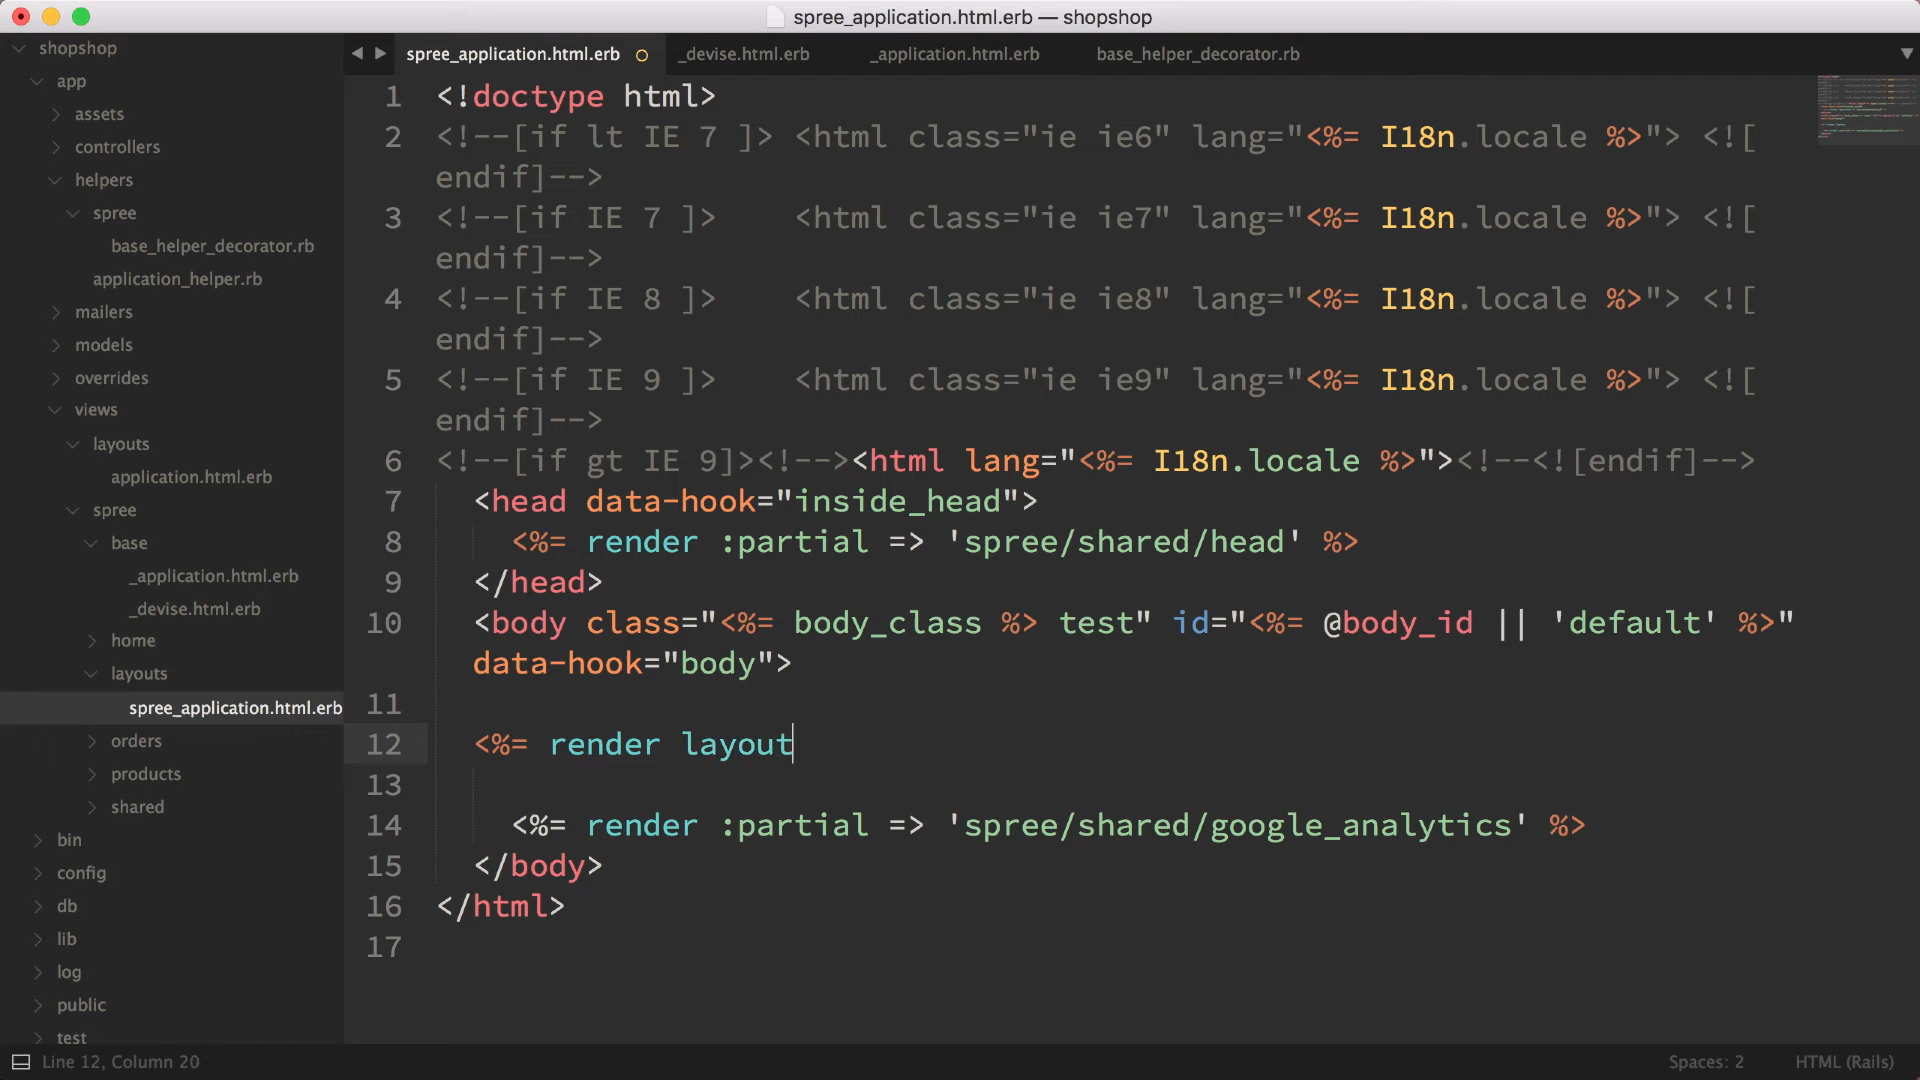 spree_application.html.erb — shopshop
shopshop
app
assets
controllers
helpers
spree
base_helper_decorator.rb
application_helper.rb
mailers
models
overrides
views
layouts
application.html.erb
spree
base
_application.html.erb
_devise.html.erb
home
layouts
spree_application.html.erb
orders
products
shared
bin
config
db
lib
log
public
test
spree_application.html.erb _devise.html.erb _application.html.erb base_helper_decorator.rb
1 <!doctype html>
2 <!--[if lt IE 7 ]> <html class="ie ie6" lang="<%= I18n.locale %>"> <![
endif]-->
3 <!--[if IE 7 ]>    <html class="ie ie7" lang="<%= I18n.locale %>"> <![
endif]-->
4 <!--[if IE 8 ]>    <html class="ie ie8" lang="<%= I18n.locale %>"> <![
endif]-->
5 <!--[if IE 9 ]>    <html class="ie ie9" lang="<%= I18n.locale %>"> <![
endif]-->
6 <!--[if gt IE 9]><!--><html lang="<%= I18n.locale %>"><!--<![endif]-->
7   <head data-hook="inside_head">
8     <%= render :partial => 'spree/shared/head' %>
9   </head>
10   <body class="<%= body_class %> test" id="<%= @body_id || 'default' %>"
data-hook="body">
11
12   <%= render layout
13
14     <%= render :partial => 'spree/shared/google_analytics' %>
15   </body>
16 </html>
17
Line 12, Column 20
Spaces: 2 HTML (Rails)